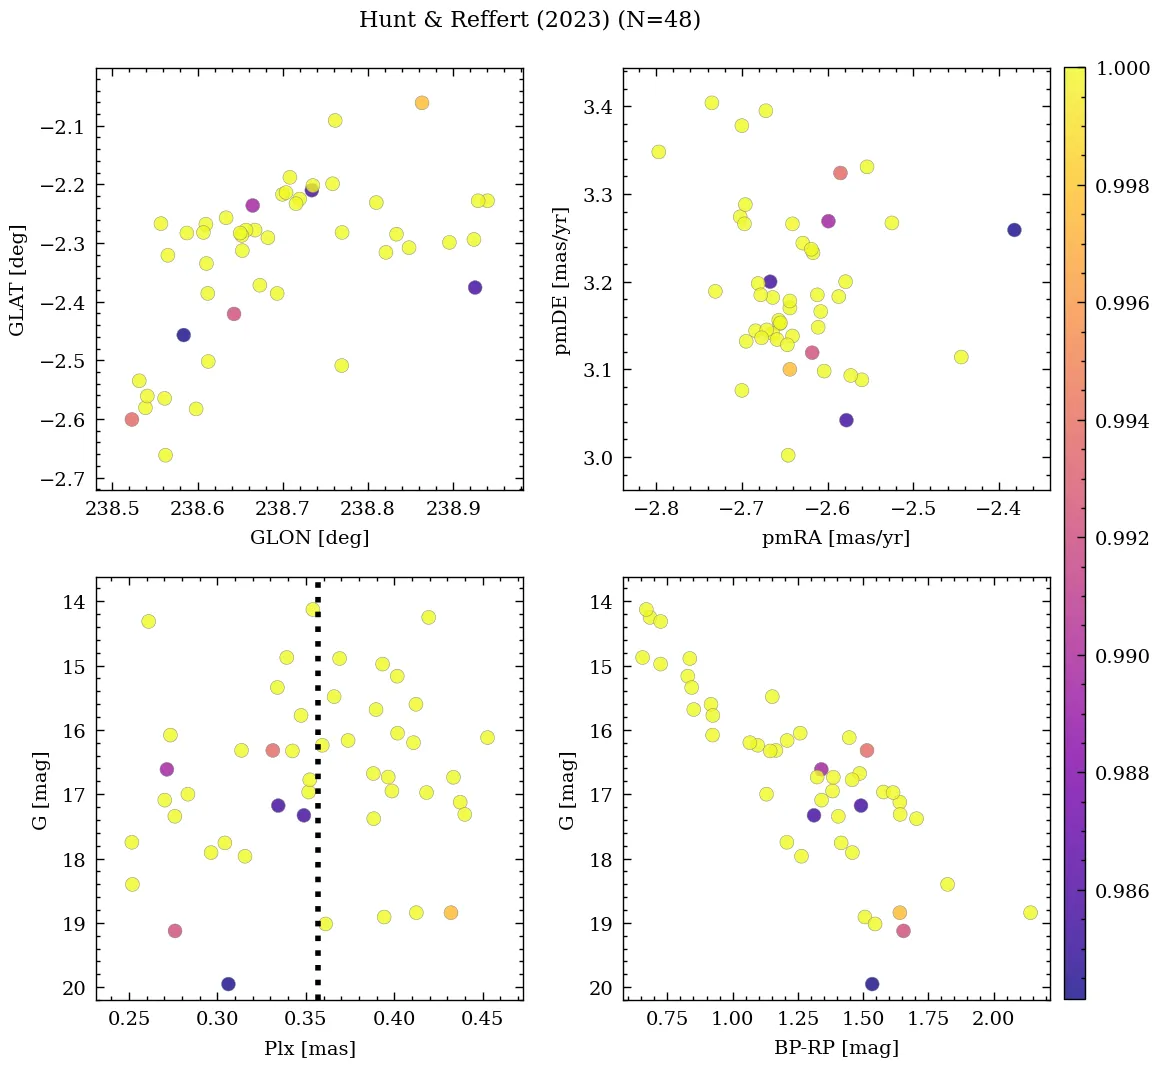 Hunt & Reffert (2023) (N=48)
−2.1
−2.2
−2.3
−2.4
−2.5
−2.6
−2.7
GLAT [deg]
238.5 238.6 238.7 238.8 238.9
GLON [deg]
3.4
3.3
3.2
3.1
3.0
pmDE [mas/yr]
−2.8 −2.7 −2.6 −2.5 −2.4
pmRA [mas/yr]
14
15
16
17
18
19
20
G [mag]
0.25 0.30 0.35 0.40 0.45
Plx [mas]
14
15
16
17
18
19
20
G [mag]
0.75 1.00 1.25 1.50 1.75 2.00
BP-RP [mag]
1.000
0.998
0.996
0.994
0.992
0.990
0.988
0.986